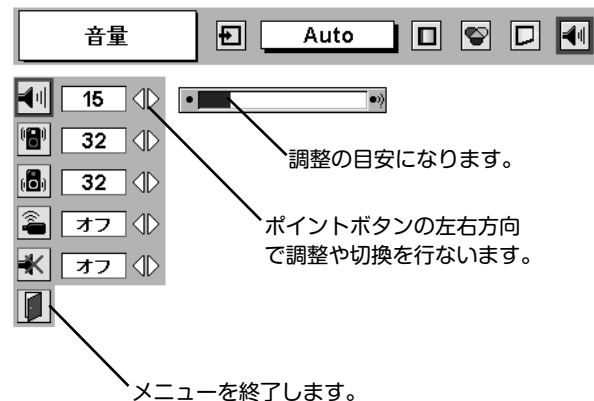 音量
Auto
15
32
32
オフ
オフ
調整の目安になります。
ポイントボタンの左右方向
で調整や切換を行ないます。
メニューを終了します。